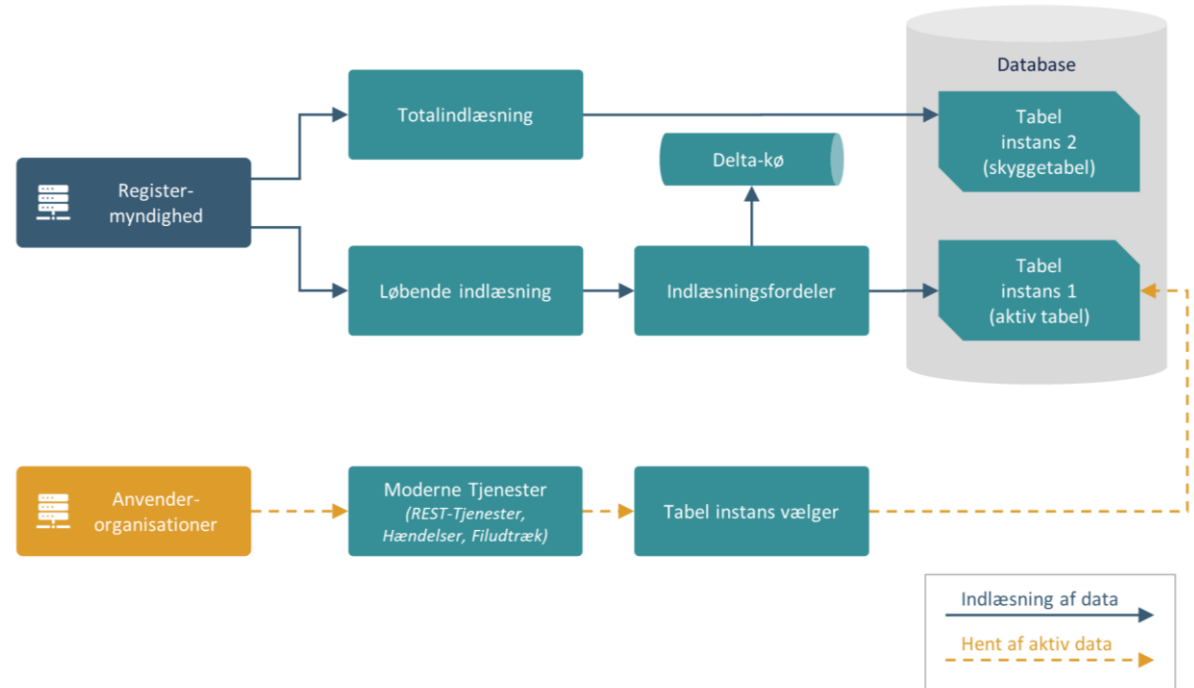 Database
Totalindlæsning
Tabel
instans 2
(skyggetabel)
Delta-kø
Register-
myndighed
Løbende indlæsning
Indlæsningsfordeler
Tabel
instans 1
(aktiv tabel)
Anvender-
organisationer
Moderne Tjenester
(REST-Tjenester,
Hændelser, Filudtræk)
Tabel instans vælger
Indlæsning af data
Hent af aktiv data